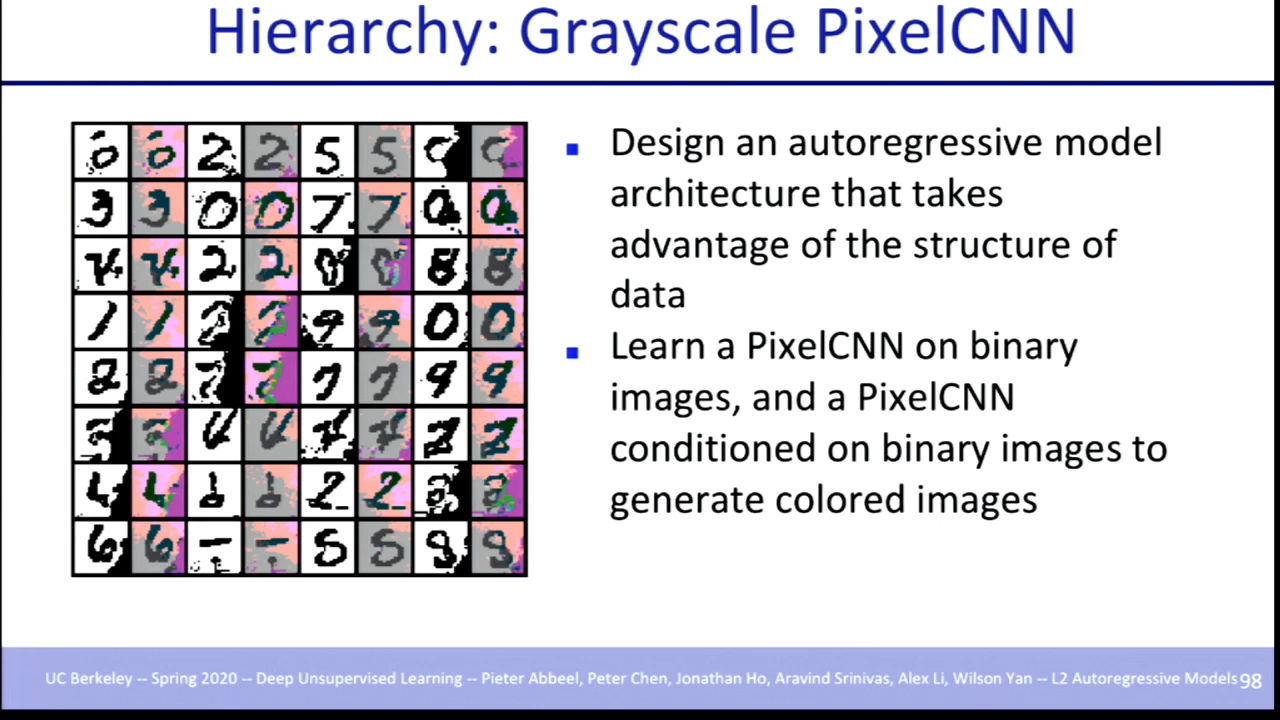 Hierarchy: Grayscale PixelCNN
Design an autoregressive model
architecture that takes
advantage of the structure of
data
Learn a PixelCNN on binary
images, and a PixelCNN
conditioned on binary images to
generate colored images
UC Berkeley -- Spring 2020 -- Deep Unsupervised Learning -- Pieter Abbeel, Peter Chen, Jonathan Ho, Aravind Srinivas, Alex Li, Wilson Yan -- L2 Autoregressive Models 98